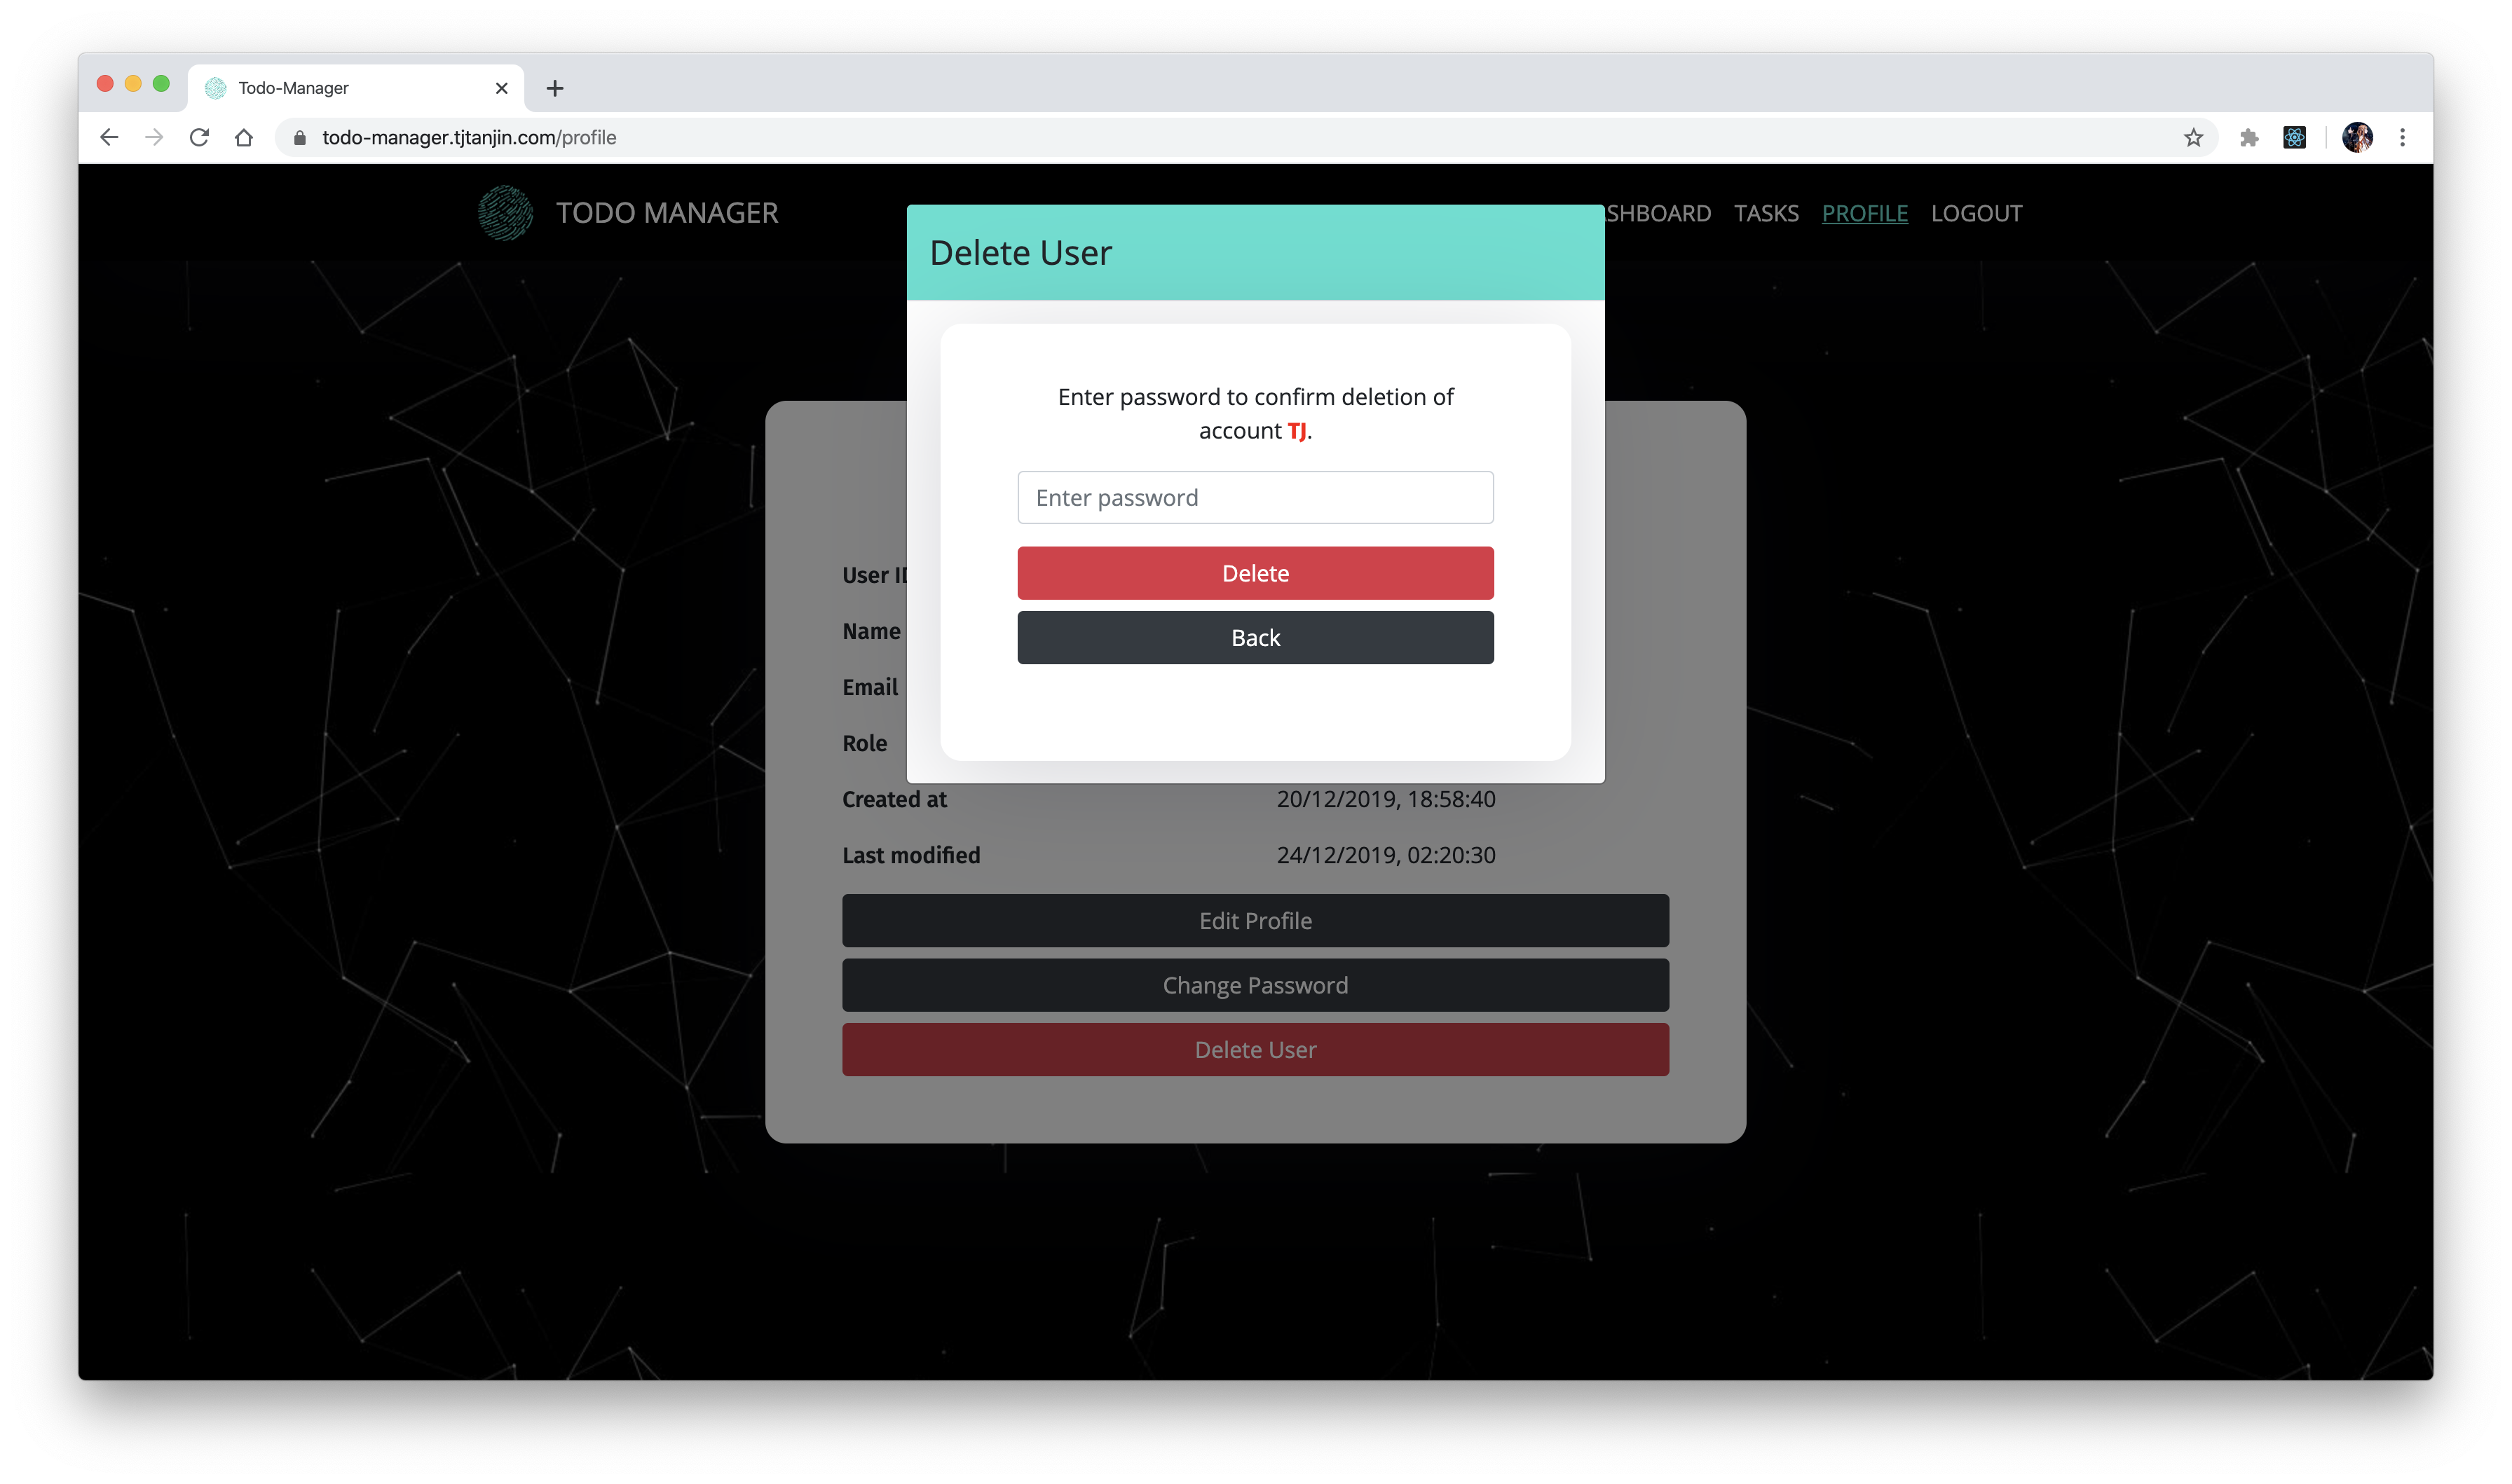 Todo-Manager
todo-manager.tjtanjin.com/profile
TODO MANAGER
SHBOARD TASKS PROFILE LOGOUT
Delete User
Enter password to confirm deletion of
account TJ.
Enter password
Delete
Back
User ID
Name
Email
Role
Created at 20/12/2019, 18:58:40
Last modified 24/12/2019, 02:20:30
Edit Profile
Change Password
Delete User